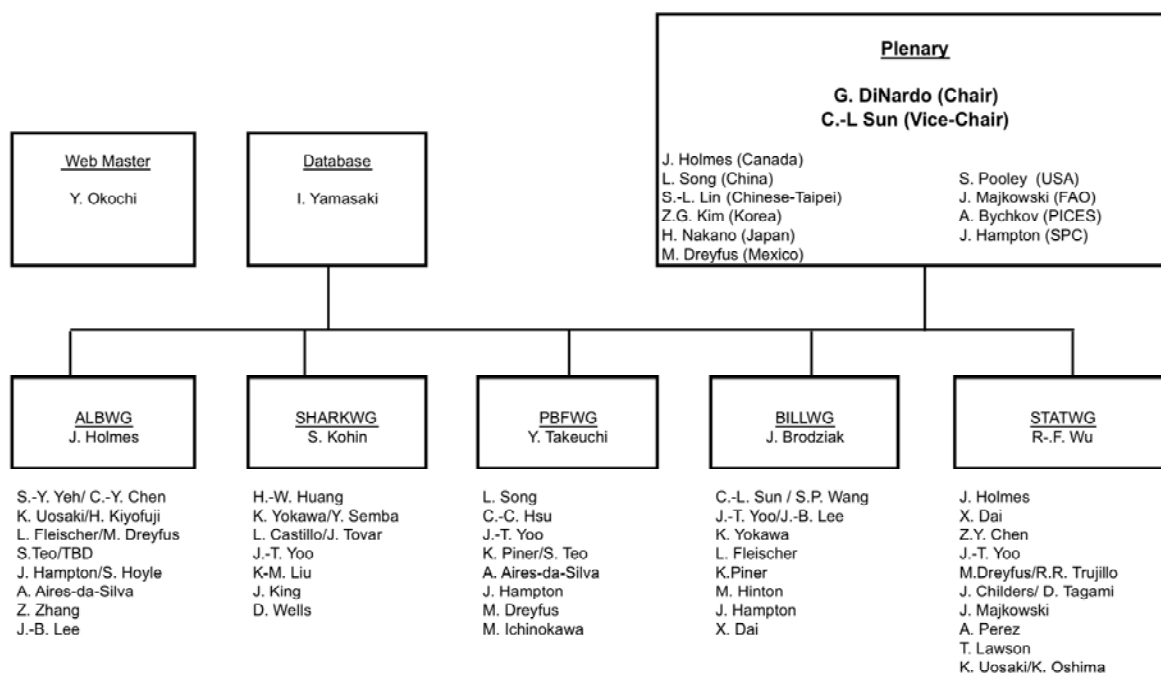 Plenary
G. DiNardo (Chair)
C.-L Sun (Vice-Chair)
J. Holmes (Canada)
L. Song (China)
S.-L. Lin (Chinese-Taipei)
Z.G. Kim (Korea)
H. Nakano (Japan)
M. Dreyfus (Mexico)
S. Pooley (USA)
J. Majkowski (FAO)
A. Bychkov (PICES)
J. Hampton (SPC)
Web Master
Y. Okochi
Database
I. Yamasaki
ALBWG
J. Holmes
S.-Y. Yeh/ C.-Y. Chen
K. Uosaki/H. Kiyofuji
L. Fleischer/M. Dreyfus
S.Teo/TBD
J. Hampton/S. Hoyle
A. Aires-da-Silva
Z. Zhang
J.-B. Lee
SHARKWG
S. Kohin
H.-W. Huang
K. Yokawa/Y. Semba
L. Castillo/J. Tovar
J.-T. Yoo
K-M. Liu
J. King
D. Wells
PBFWG
Y. Takeuchi
L. Song
C.-C. Hsu
J.-T. Yoo
K. Piner/S. Teo
A. Aires-da-Silva
J. Hampton
M. Dreyfus
M. Ichinokawa
BILLWG
J. Brodziak
C.-L. Sun / S.P. Wang
J.-T. Yoo/J.-B. Lee
K. Yokawa
L. Fleischer
K.Piner
M. Hinton
J. Hampton
X. Dai
STATWG
R-.F. Wu
J. Holmes
X. Dai
Z.Y. Chen
J.-T. Yoo
M.Dreyfus/R.R. Trujillo
J. Childers/ D. Tagami
J. Majkowski
A. Perez
T. Lawson
K. Uosaki/K. Oshima